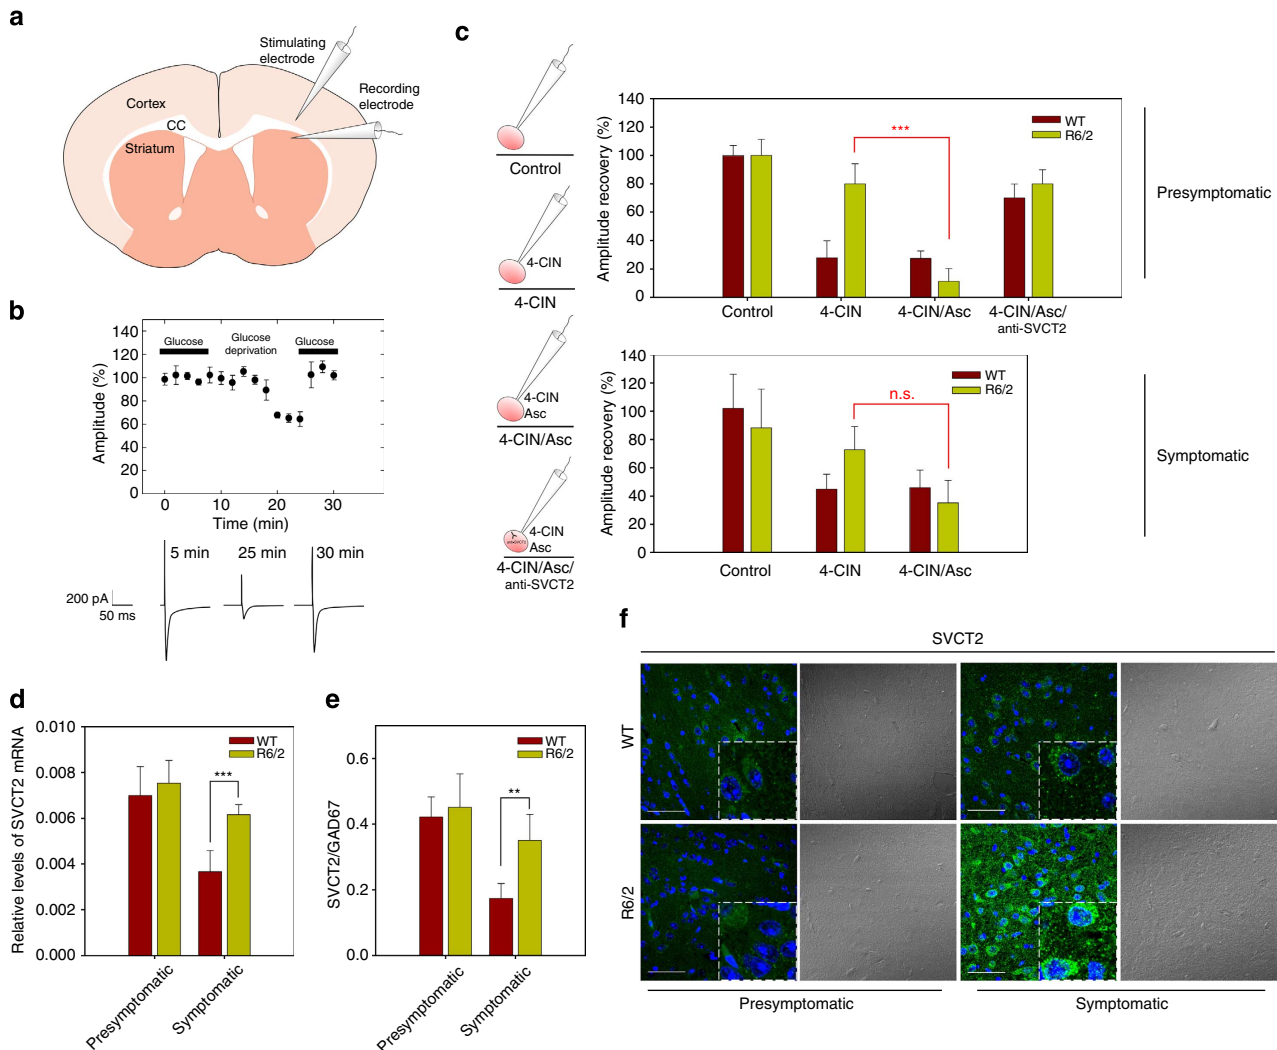 a
Stimulating
electrode
Recording
electrode
Cortex
CC
Striatum
b
Amplitude (%)
140
120
100
80
60
40
20
0
Glucose
Glucose
deprivation
Glucose
0
10
20
30
Time (min)
5 min
25 min
30 min
200 pA
50 ms
c
Control
4-CIN
4-CIN
4-CIN
Asc
4-CIN/Asc
anti-SVCT2
4-CIN
Asc
4-CIN/Asc/
anti-SVCT2
Amplitude recovery (%)
140
120
100
80
60
40
20
0
WT
R6/2
***
Control
4-CIN
4-CIN/Asc
4-CIN/Asc/
anti-SVCT2
Presymptomatic
Amplitude recovery (%)
140
120
100
80
60
40
20
0
WT
R6/2
n.s.
Control
4-CIN
4-CIN/Asc
Symptomatic
d
Relative levels of SVCT2 mRNA
0.010
0.008
0.006
0.004
0.002
0.000
WT
R6/2
***
Presymptomatic
Symptomatic
e
SVCT2/GAD67
0.6
0.4
0.2
0.0
WT
R6/2
**
Presymptomatic
Symptomatic
f
SVCT2
WT
R6/2
Presymptomatic
Symptomatic